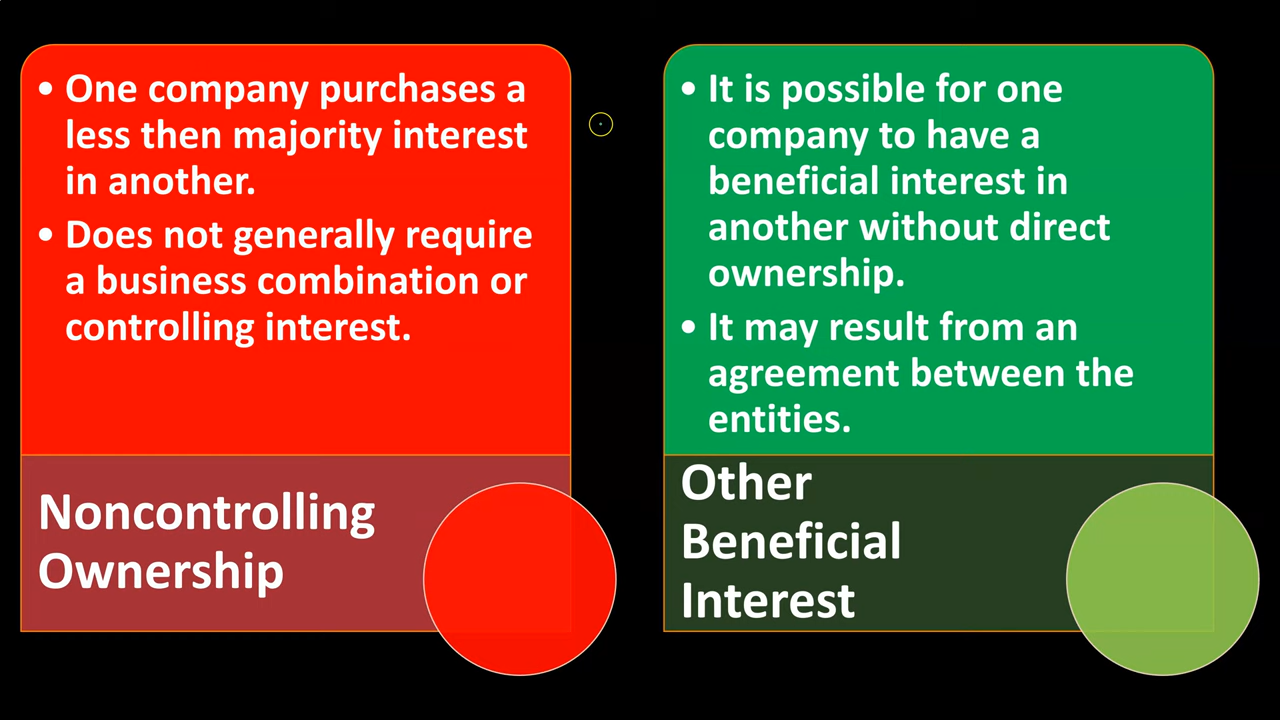 • One company purchases a
less then majority interest
in another.
• Does not generally require
a business combination or
controlling interest.
Noncontrolling
Ownership
• It is possible for one
company to have a
beneficial interest in
another without direct
ownership.
• It may result from an
agreement between the
entities.
Other
Beneficial
Interest